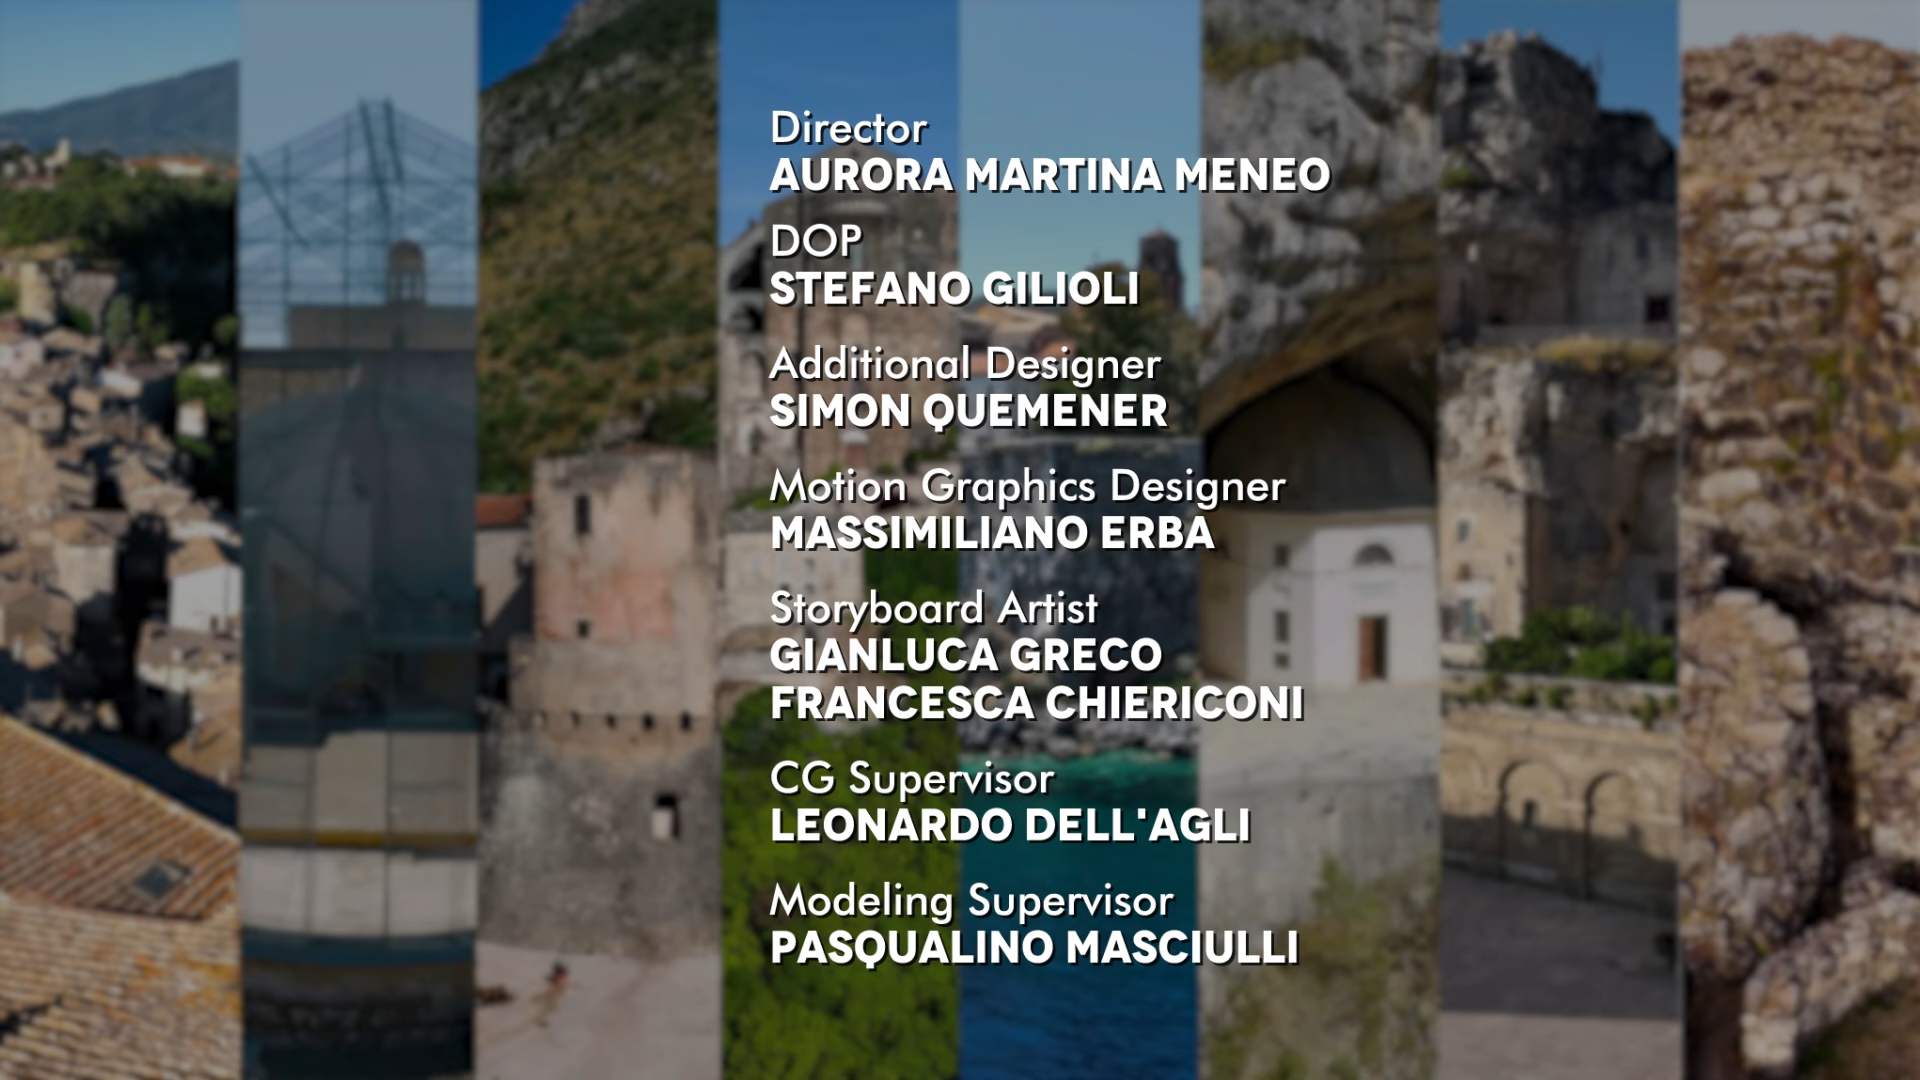 Director
AURORA MARTINA MENEO
DOP
STEFANO GILIOLI
Additional Designer
SIMON QUEMENER
Motion Graphics Designer
MASSIMILIANO ERBA
Storyboard Artist
GIANLUCA GRECO
FRANCESCA CHIERICONI
CG Supervisor
LEONARDO DELL'AGLI
Modeling Supervisor
PASQUALINO MASCIULLI